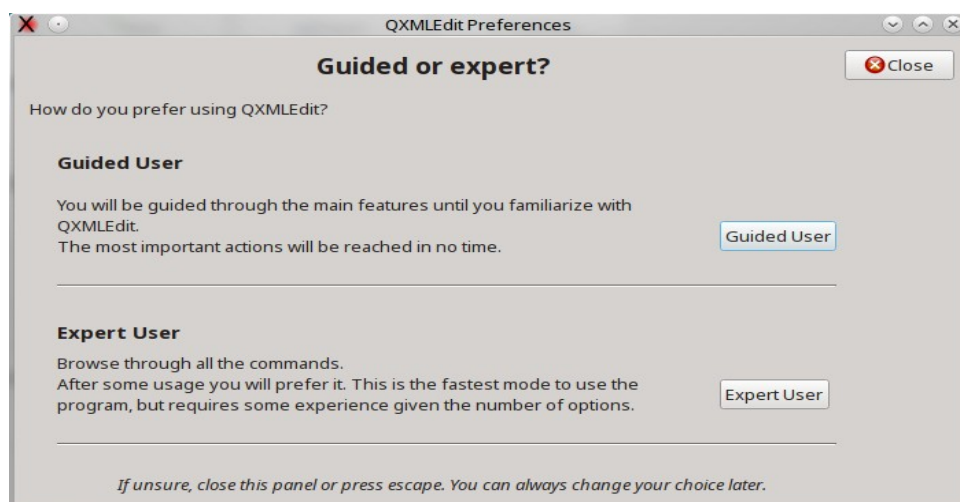 QXMLEdit Preferences
Guided or expert?
Close
How do you prefer using QXMLEdit?
Guided User
You will be guided through the main features until you familiarize with
QXMLEdit.
The most important actions will be reached in no time.
Guided User
Expert User
Browse through all the commands.
After some usage you will prefer it. This is the fastest mode to use the
program, but requires some experience given the number of options.
Expert User
If unsure, close this panel or press escape. You can always change your choice later.